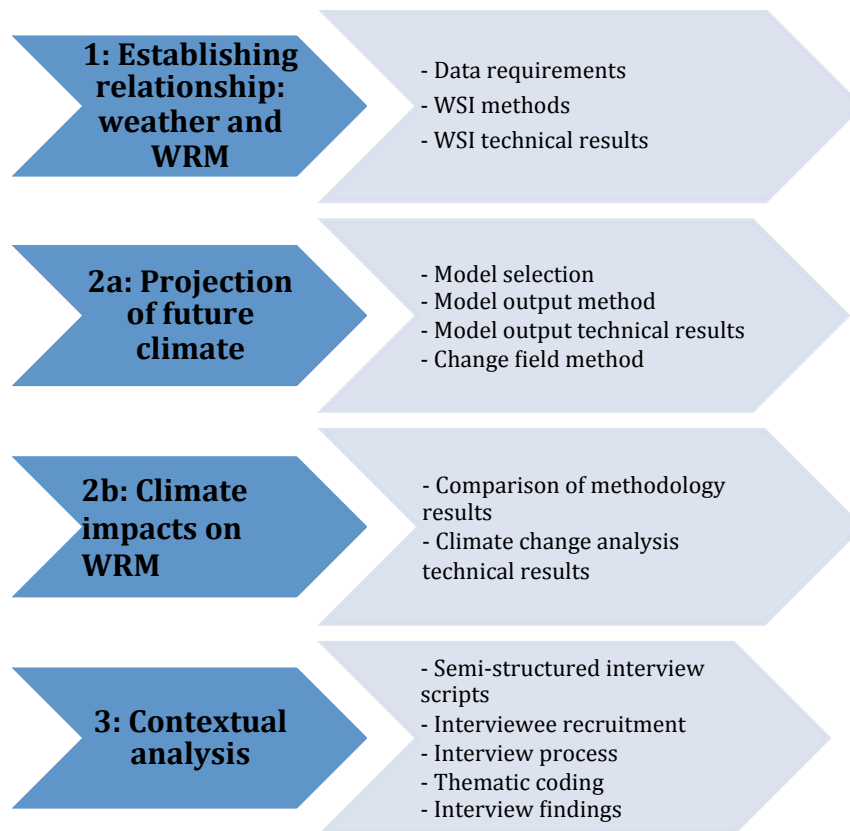 1: Establishing
relationship:
weather and
WRM
- Data requirements
- WSI methods
- WSI technical results
2a: Projection
of future
climate
- Model selection
- Model output method
- Model output technical results
- Change field method
2b: Climate
impacts on
WRM
- Comparison of methodology
results
- Climate change analysis
technical results
3: Contextual
analysis
- Semi-structured interview
scripts
- Interviewee recruitment
- Interview process
- Thematic coding
- Interview findings